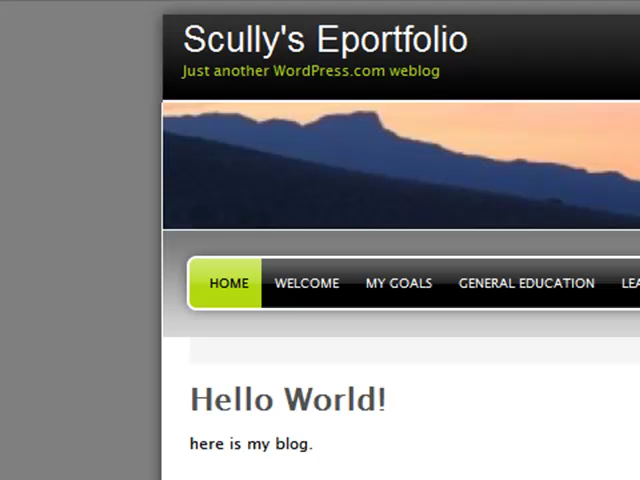 Scully's Eportfolio
Just another WordPress.com weblog
HOME WELCOME MY GOALS GENERAL EDUCATION
Hello World!
here is my blog.